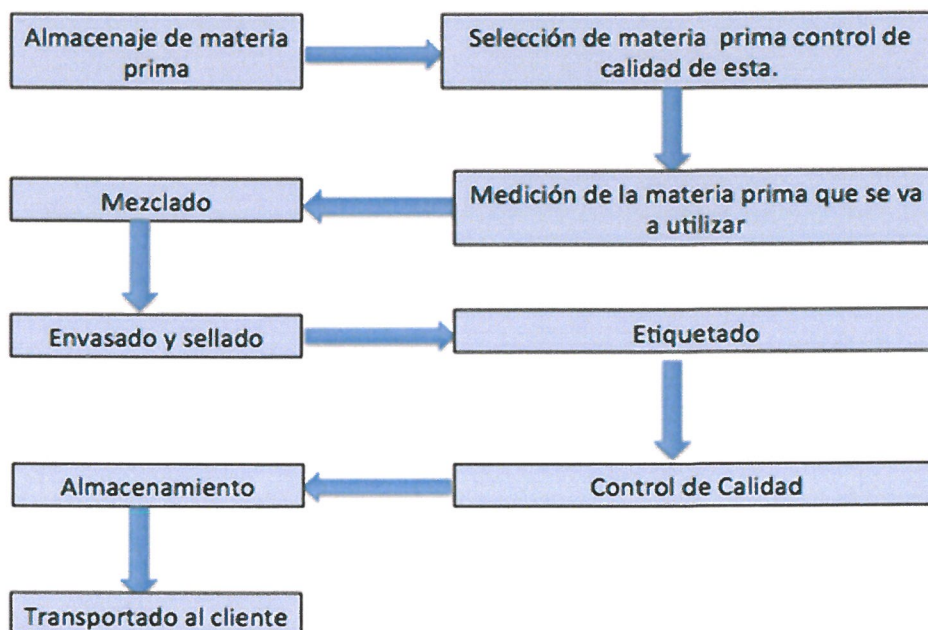 Almacenaje de materia
prima
Selección de materia prima control de
calidad de esta.
Medición de la materia prima que se va
a utilizar
Mezclado
Envasado y sellado
Etiquetado
Control de Calidad
Almacenamiento
Transportado al cliente